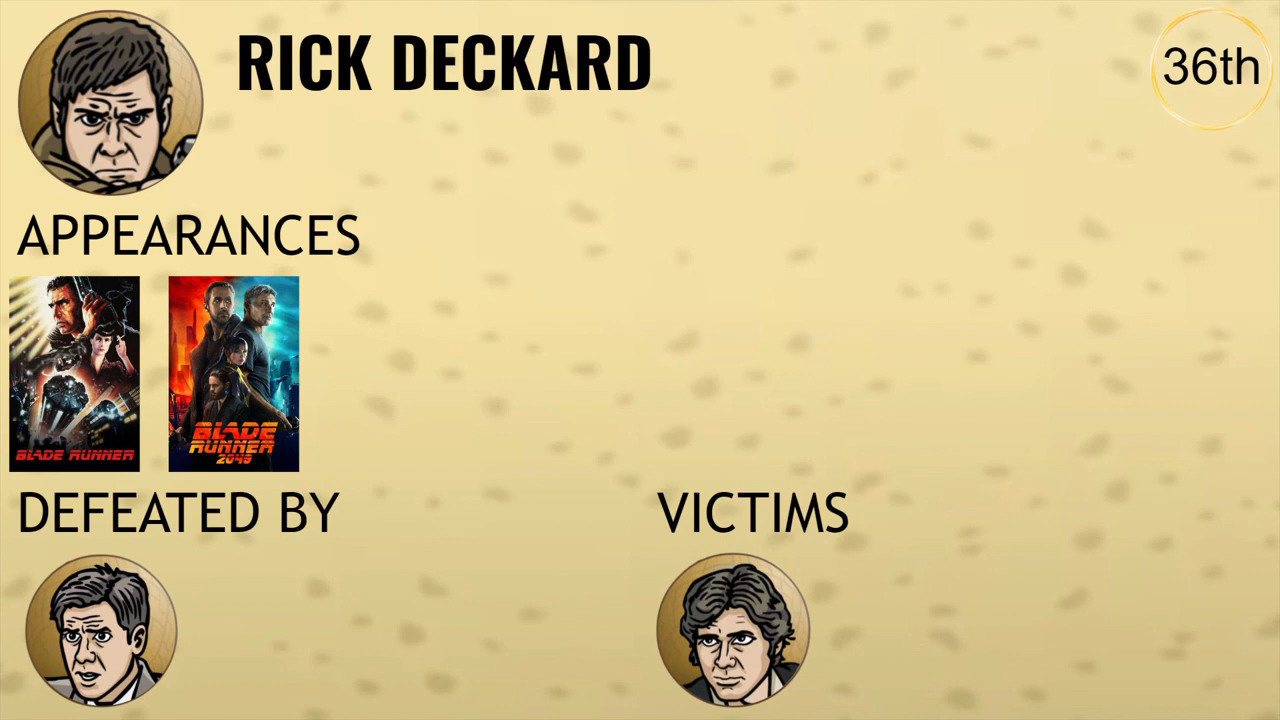 RICK DECKARD
36th
APPEARANCES
BLADE RUNNER
BLADE
RUNNER
2049
DEFEATED BY
VICTIMS